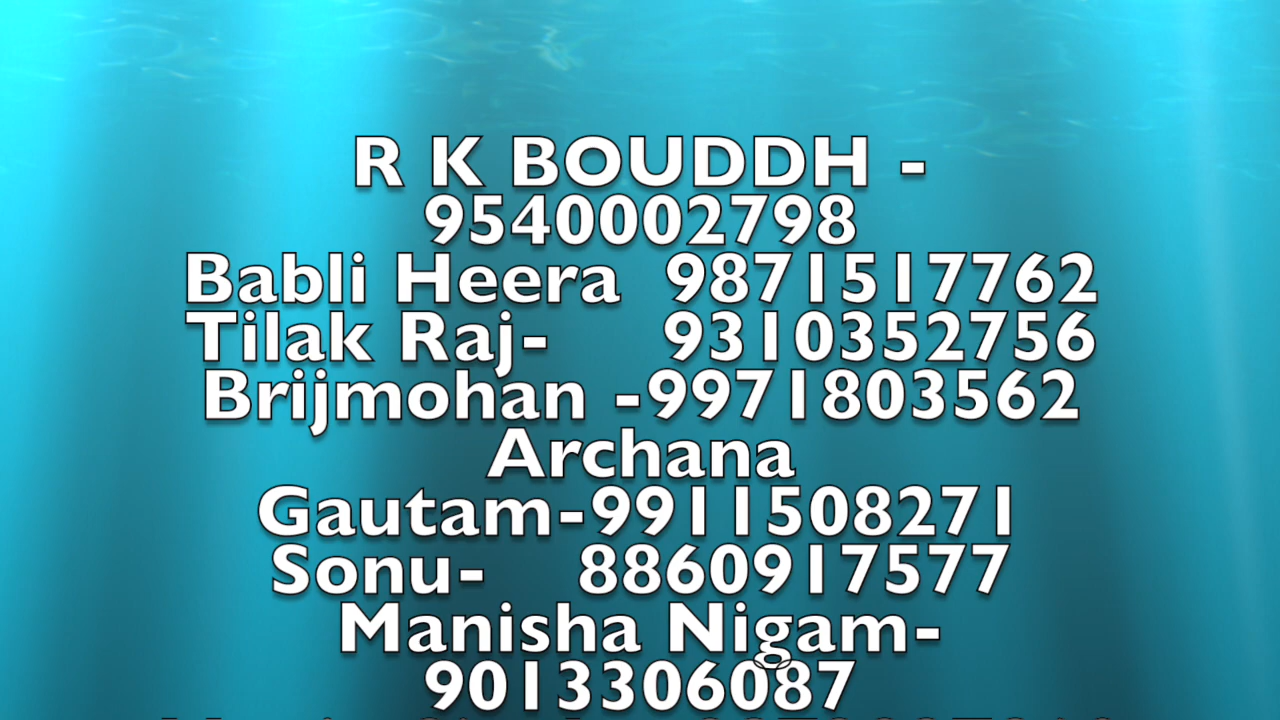 R K BOUDDH -
9540002798
Babli Heera 9871517762
Tilak Raj- 9310352756
Brijmohan -9971803562
Archana
Gautam-9911508271
Sonu- 8860917577
Manisha Nigam-
9013306087